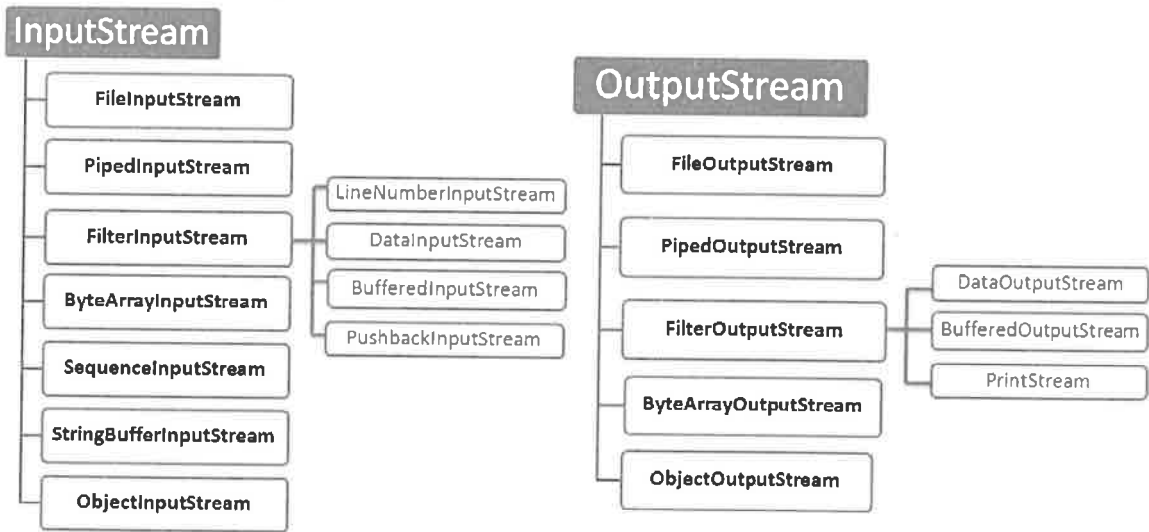 InputStream
FileInputStream
PipedInputStream
FilterInputStream
LineNumberInputStream
DataInputStream
BufferedInputStream
PushbackInputStream
ByteArrayInputStream
SequenceInputStream
StringBufferInputStream
ObjectInputStream
OutputStream
FileOutputStream
PipedOutputStream
FilterOutputStream
DataOutputStream
BufferedOutputStream
PrintStream
ByteArrayOutputStream
ObjectOutputStream